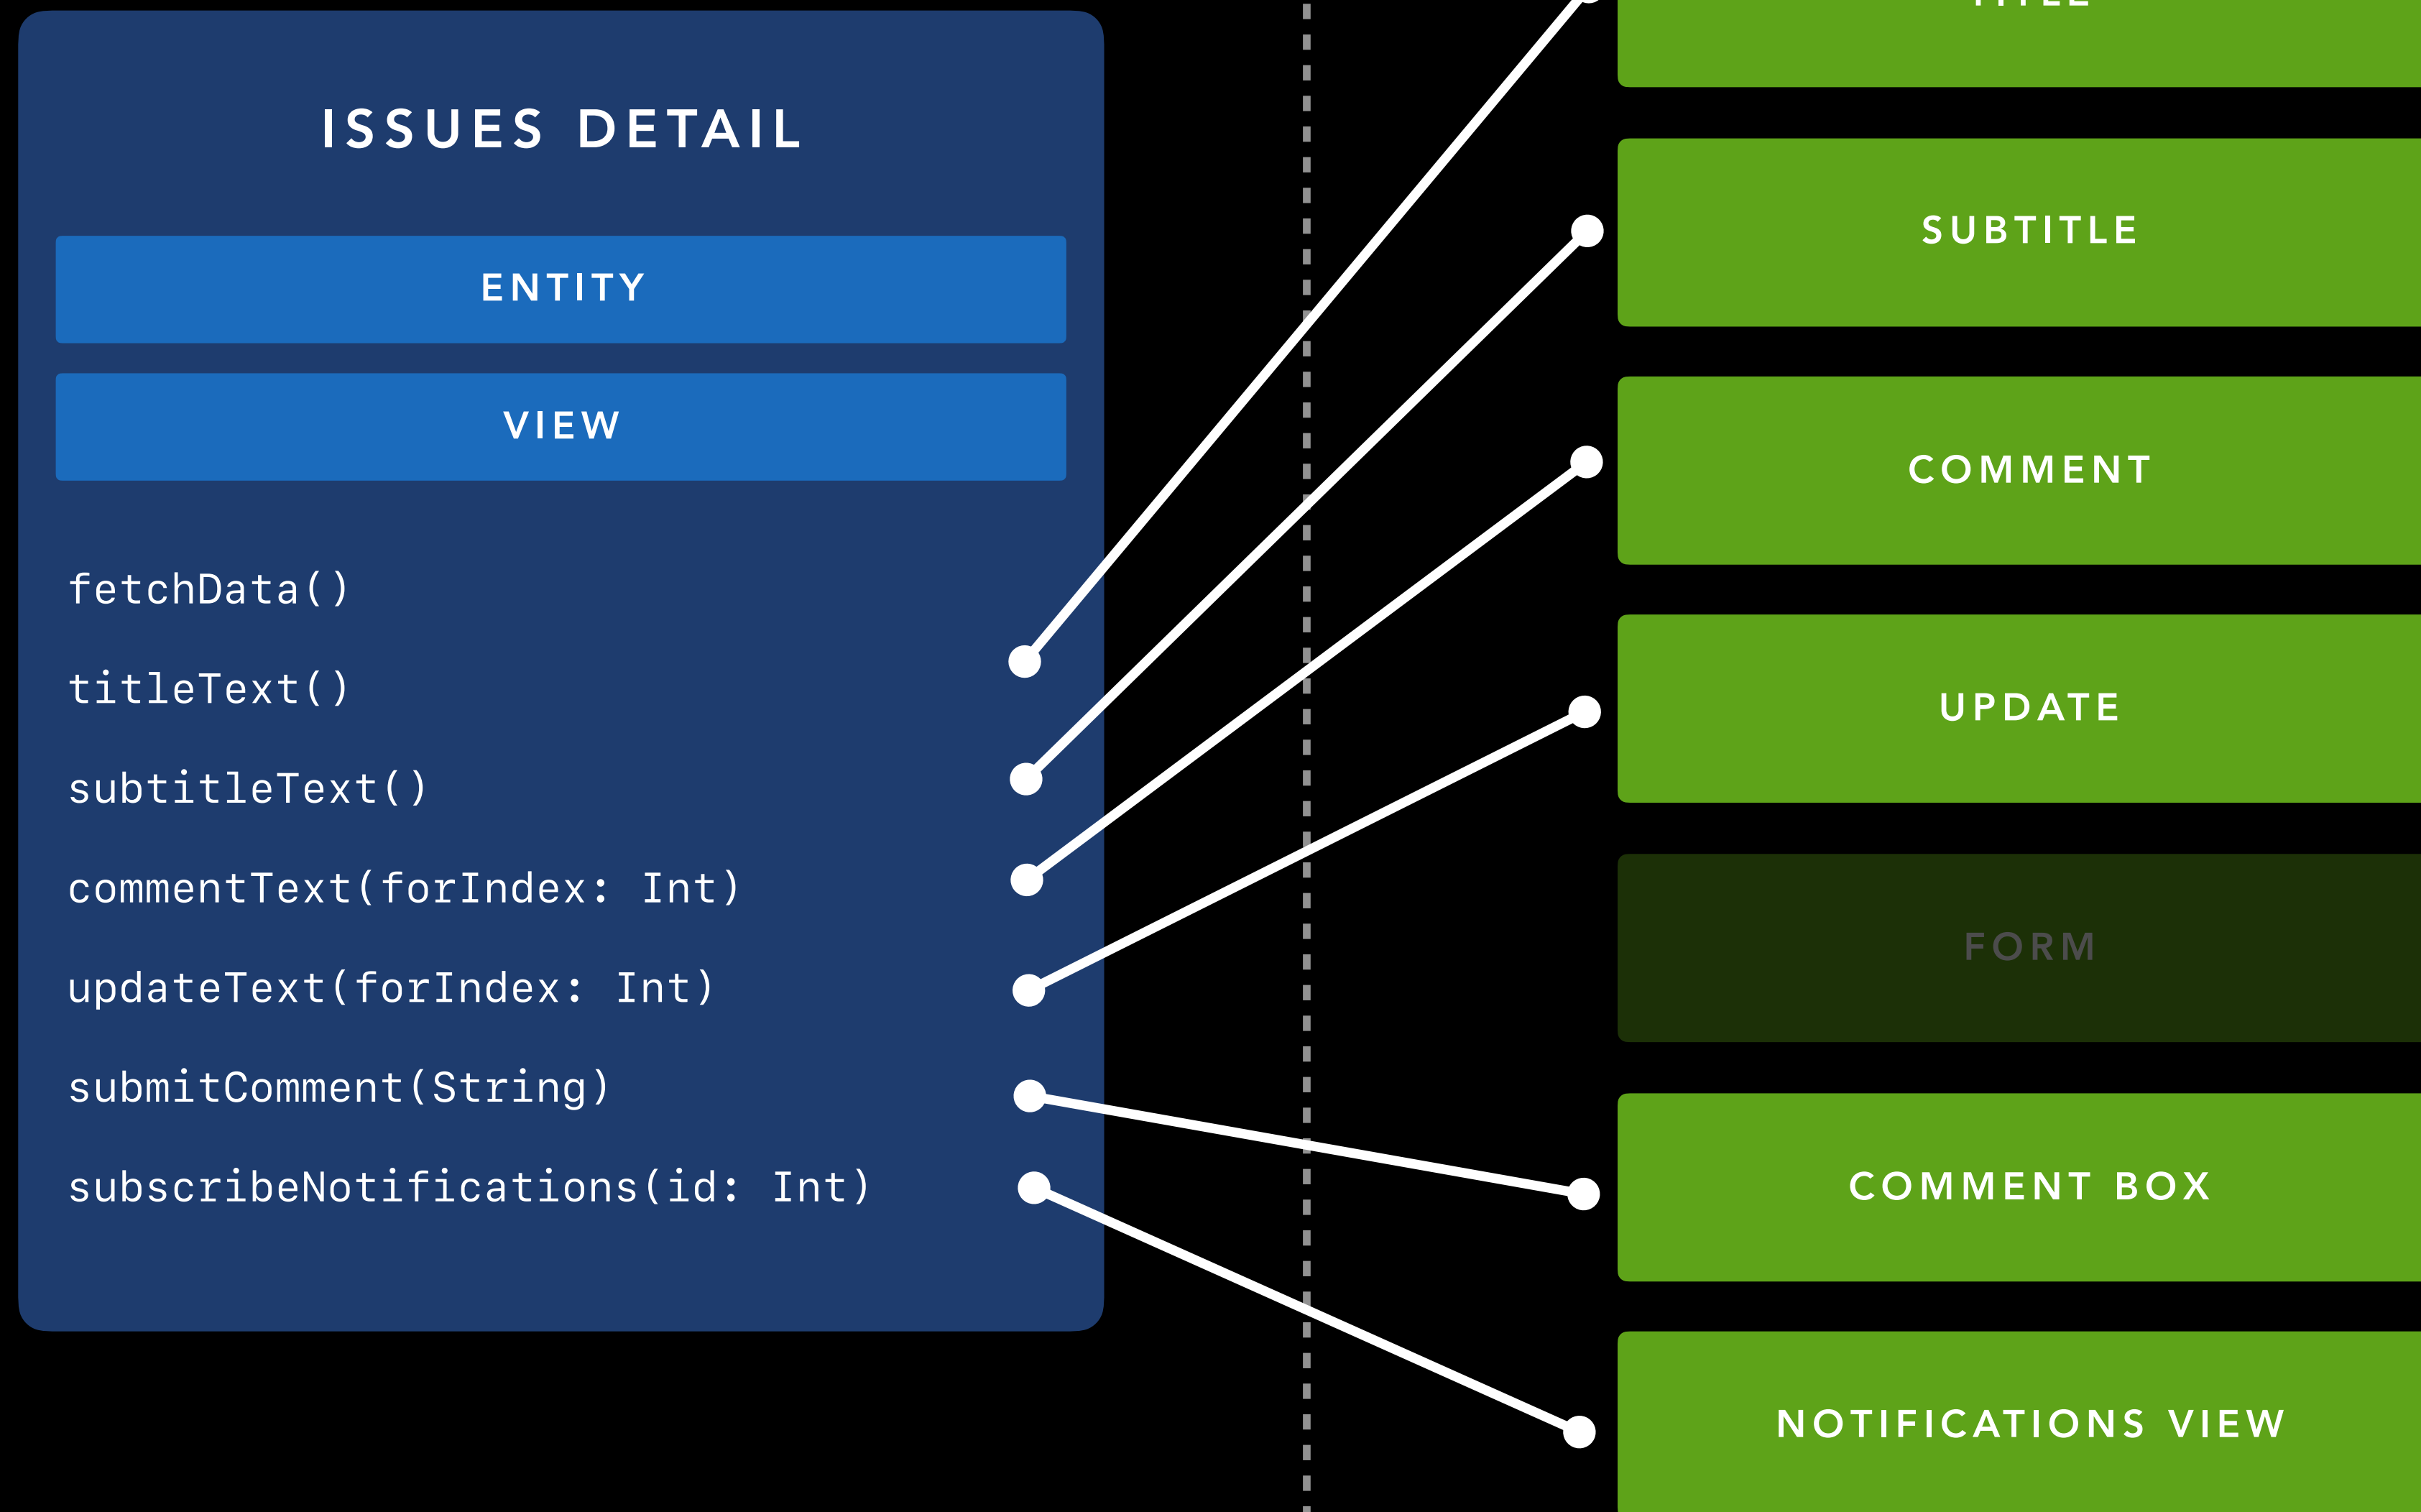 ISSUES DETAIL
ENTITY
VIEW
fetchData()
titleText()
subtitleText()
commentText(forIndex: Int)
updateText(forIndex: Int)
submitComment(String)
subscribeNotifications(id: Int)
TITLE
SUBTITLE
COMMENT
UPDATE
FORM
COMMENT BOX
NOTIFICATIONS VIEW